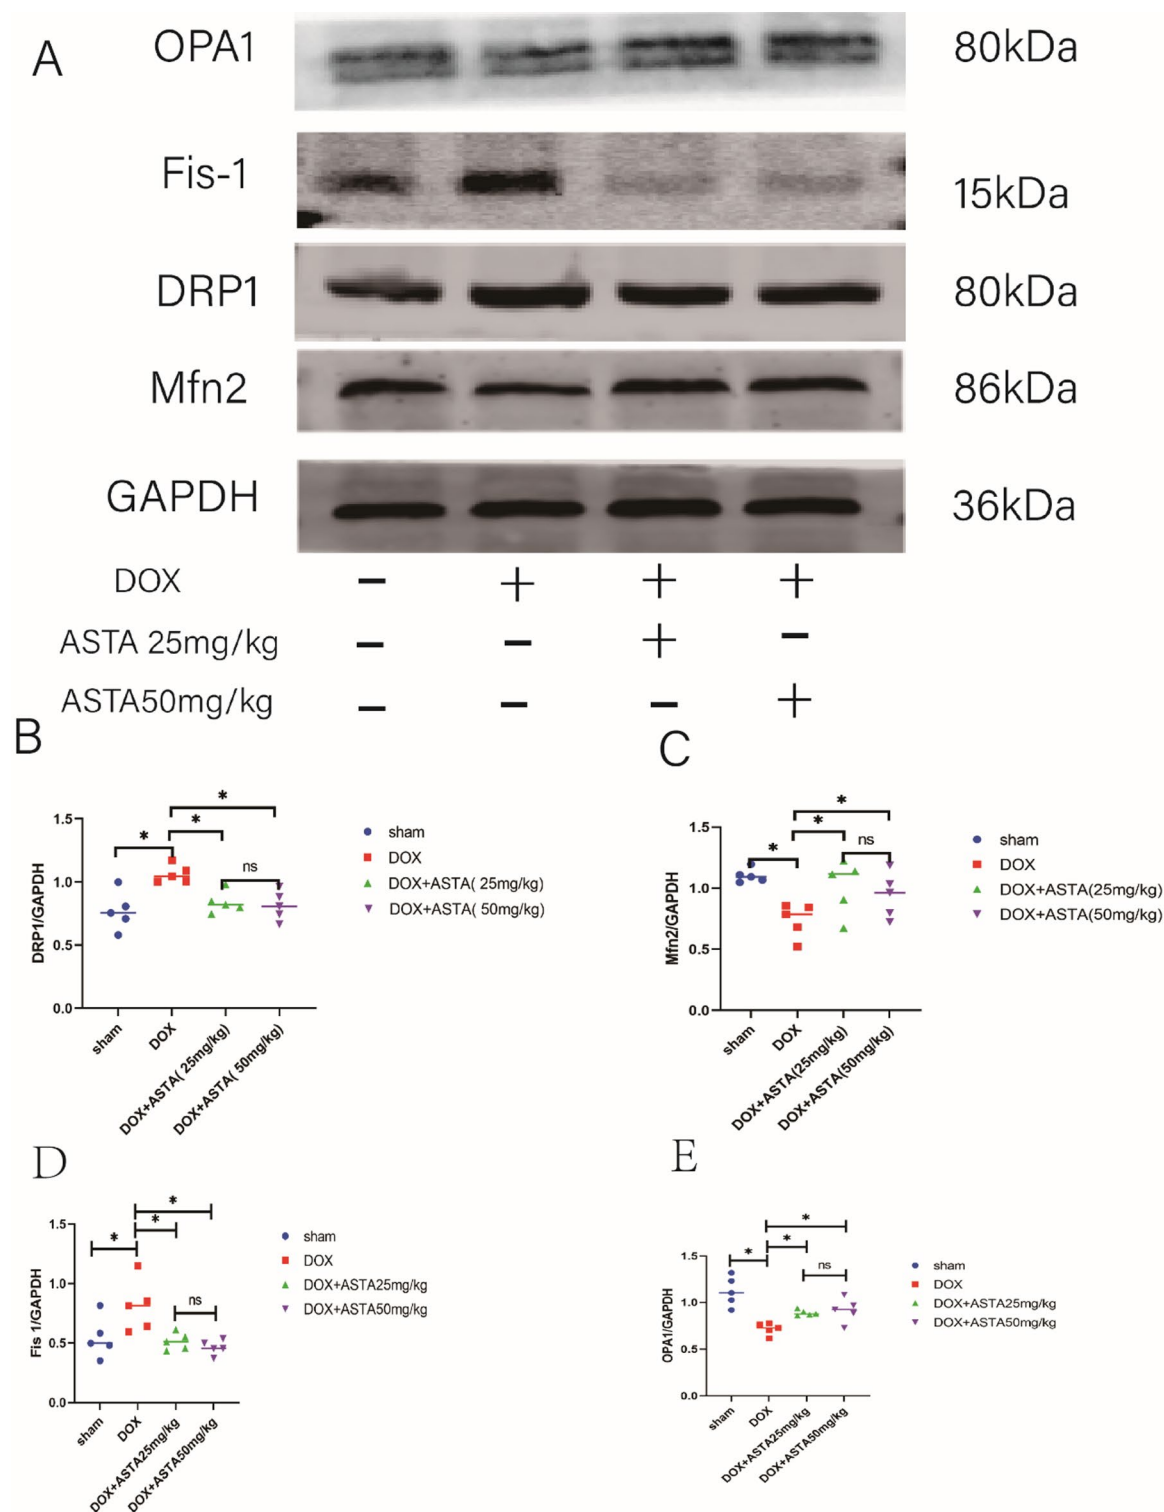 A
OPA1 80kDa
Fis-1 15kDa
DRP1 80kDa
Mfn2 86kDa
GAPDH 36kDa
DOX − + + +
ASTA 25mg/kg − − + −
ASTA50mg/kg − − − +
B
DRP1/GAPDH
1.5
1.0
0.5
0.0
*
*
*
ns
sham
DOX
DOX+ASTA( 25mg/kg)
DOX+ASTA( 50mg/kg)
sham
DOX
DOX+ASTA( 25mg/kg)
DOX+ASTA( 50mg/kg)
C
Mfn2/GAPDH
1.5
1.0
0.5
0.0
*
*
*
ns
sham
DOX
DOX+ASTA(25mg/kg)
DOX+ASTA(50mg/kg)
sham
DOX
DOX+ASTA(25mg/kg)
DOX+ASTA(50mg/kg)
D
Fis 1/GAPDH
1.5
1.0
0.5
0.0
*
*
*
ns
sham
DOX
DOX+ASTA25mg/kg
DOX+ASTA50mg/kg
sham
DOX
DOX+ASTA25mg/kg
DOX+ASTA50mg/kg
E
OPA1/GAPDH
1.5
1.0
0.5
0.0
*
*
*
ns
sham
DOX
DOX+ASTA25mg/kg
DOX+ASTA50mg/kg
sham
DOX
DOX+ASTA25mg/kg
DOX+ASTA50mg/kg